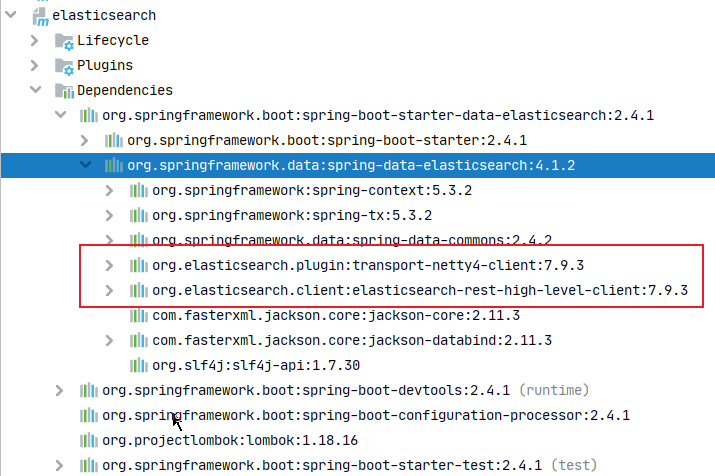 elasticsearch
Lifecycle
Plugins
Dependencies
org.springframework.boot:spring-boot-starter-data-elasticsearch:2.4.1
org.springframework.boot:spring-boot-starter:2.4.1
org.springframework.data:spring-data-elasticsearch:4.1.2
org.springframework:spring-context:5.3.2
org.springframework:spring-tx:5.3.2
org.springframework.data:spring-data-commons:2.4.2
org.elasticsearch.plugin:transport-netty4-client:7.9.3
org.elasticsearch.client:elasticsearch-rest-high-level-client:7.9.3
com.fasterxml.jackson.core:jackson-core:2.11.3
com.fasterxml.jackson.core:jackson-databind:2.11.3
org.slf4j:slf4j-api:1.7.30
org.springframework.boot:spring-boot-devtools:2.4.1 (runtime)
org.springframework.boot:spring-boot-configuration-processor:2.4.1
org.projectlombok:lombok:1.18.16
org.springframework.boot:spring-boot-starter-test:2.4.1 (test)